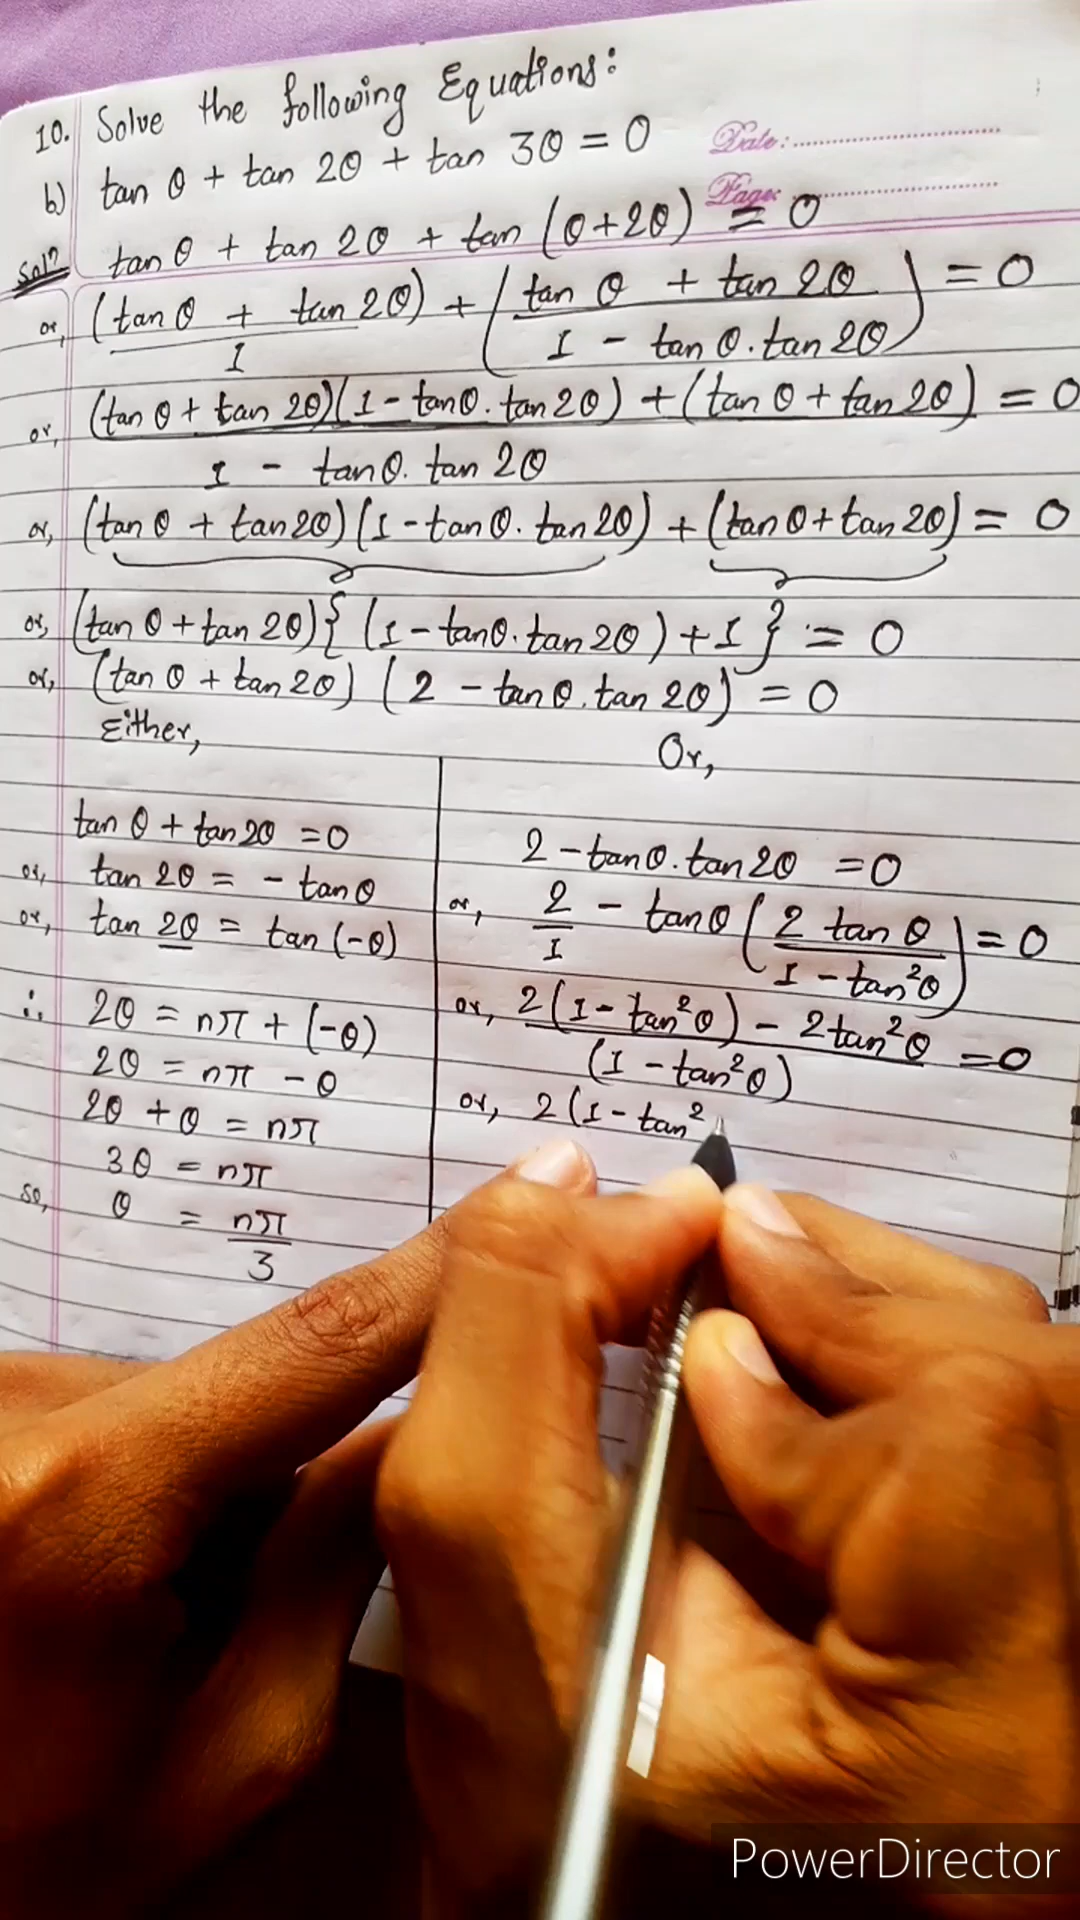 10. Solve the following Equations:
b) tan θ + tan 2θ + tan 3θ = 0
Date:
Page:
Solⁿ tan θ + tan 2θ + tan (θ+2θ) = 0
or, (tan θ + tan 2θ)/1 + (tan θ + tan 2θ / 1 - tan θ. tan 2θ) = 0
or, (tan θ + tan 2θ)(1 - tanθ. tan 2θ) + (tan θ + tan 2θ) = 0
1 - tanθ. tan 2θ
or, (tan θ + tan 2θ)(1 - tan θ. tan 2θ) + (tan θ + tan 2θ) = 0
or, (tan θ + tan 2θ){ (1 - tanθ. tan 2θ) + 1 } = 0
or, (tan θ + tan 2θ) (2 - tan θ. tan 2θ) = 0
Either,
tan θ + tan 2θ = 0
or, tan 2θ = - tan θ
or, tan 2θ = tan (-θ)
∴ 2θ = nπ + (-θ)
2θ = nπ - θ
2θ + θ = nπ
3θ = nπ
so, θ = nπ/3
Or,
2 - tan θ. tan 2θ = 0
or, 2/1 - tan θ (2 tan θ / 1 - tan²θ) = 0
or, 2(1 - tan²θ) - 2tan²θ = 0
(1 - tan²θ)
or, 2(1 - tan²
PowerDirector